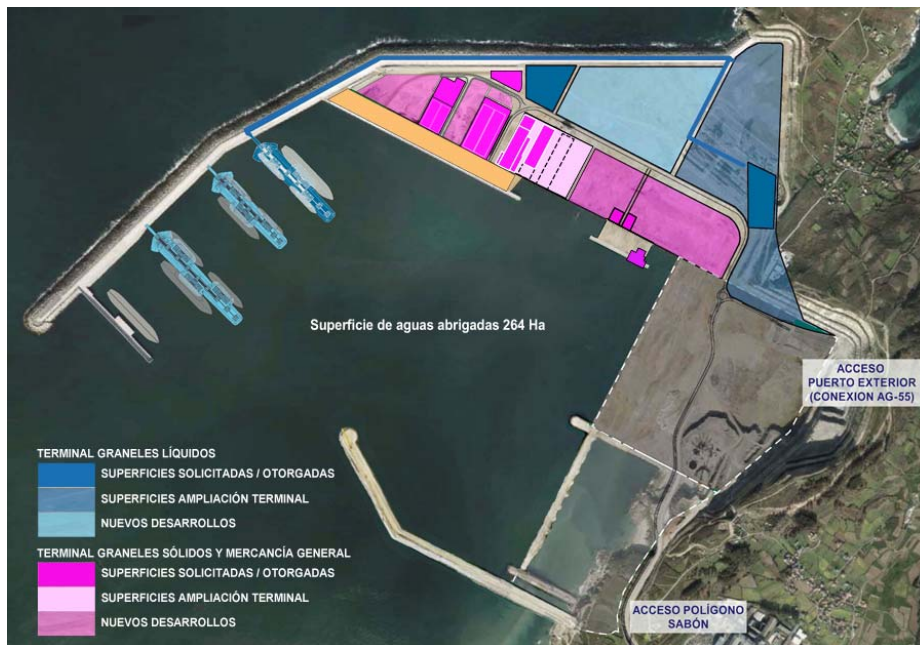 Superficie de aguas abrigadas 264 Ha
ACCESO
PUERTO EXTERIOR
(CONEXION AG-55)
TERMINAL GRANELES LÍQUIDOS
SUPERFICIES SOLICITADAS / OTORGADAS
SUPERFICIES AMPLIACIÓN TERMINAL
NUEVOS DESARROLLOS
TERMINAL GRANELES SÓLIDOS Y MERCANCÍA GENERAL
SUPERFICIES SOLICITADAS / OTORGADAS
SUPERFICIES AMPLIACIÓN TERMINAL
NUEVOS DESARROLLOS
ACCESO POLÍGONO
SABÓN